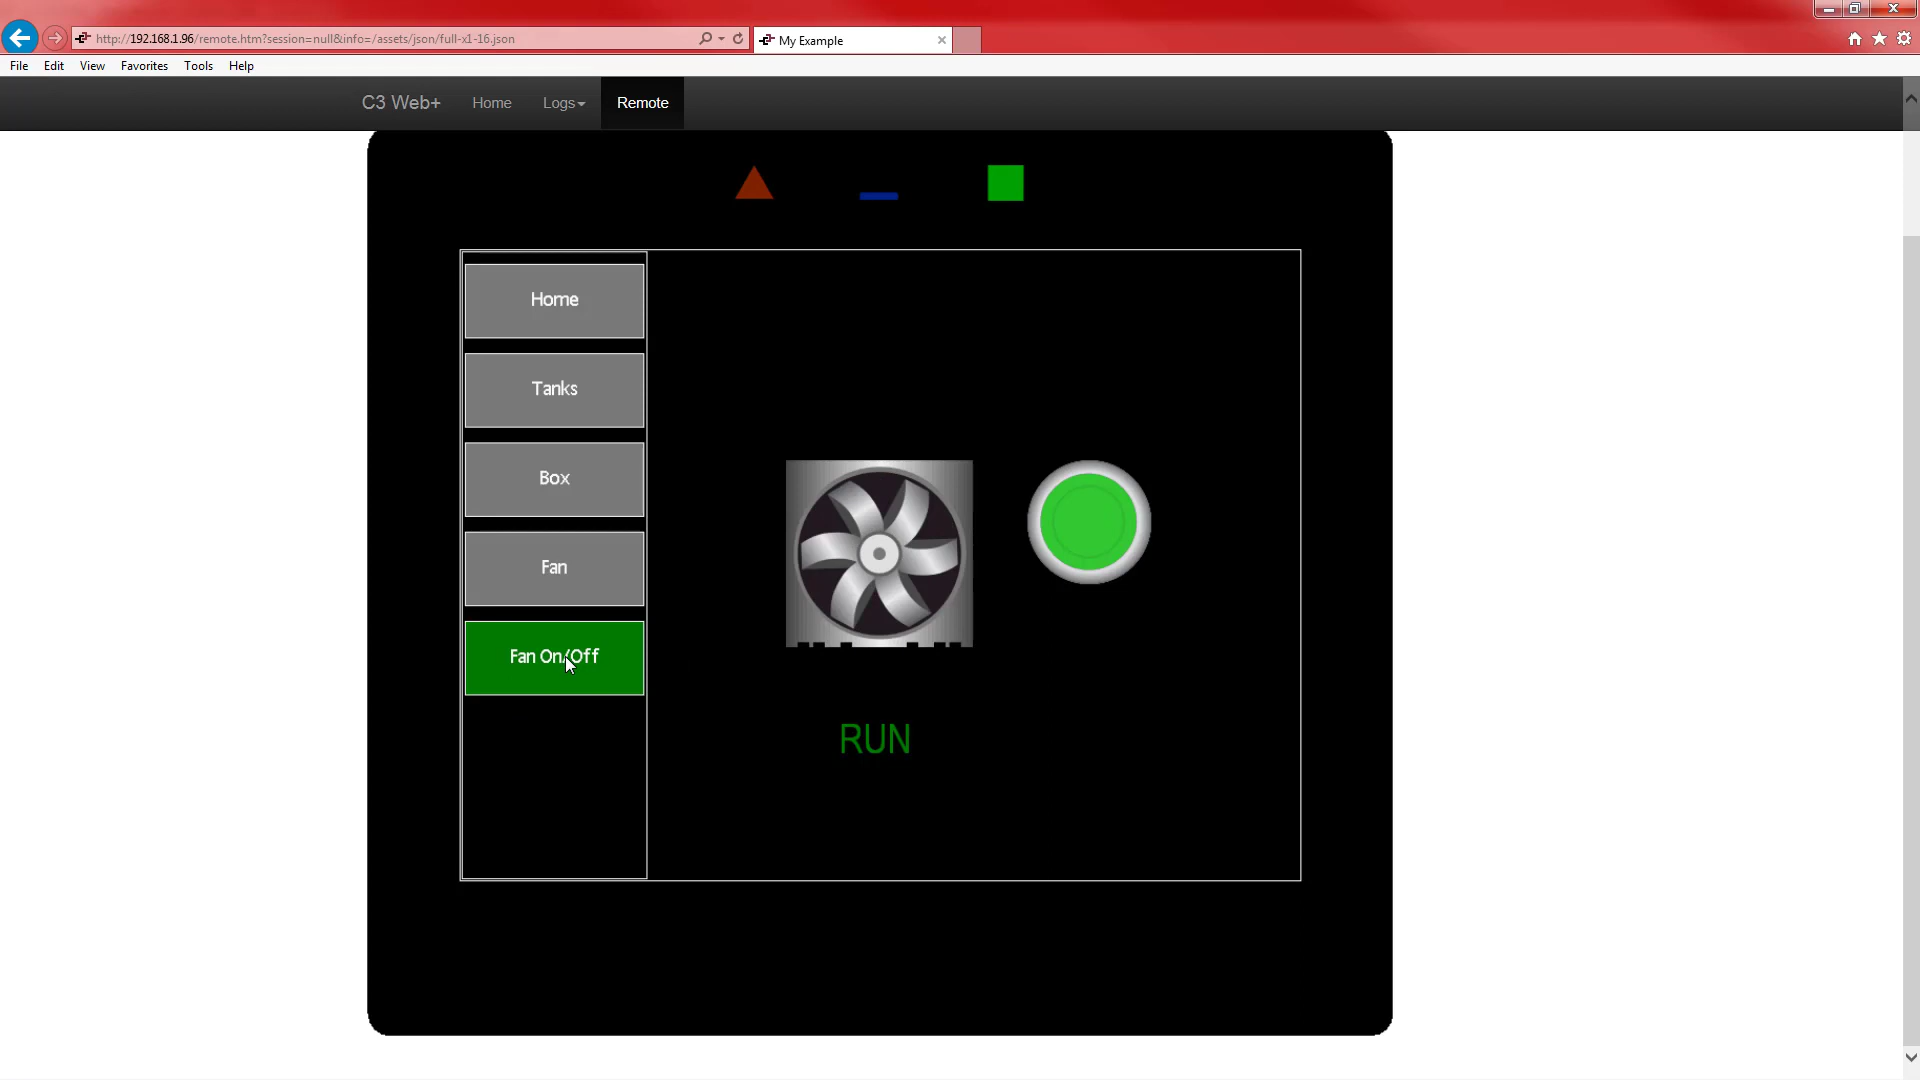 http://192.168.1.96/remote.htm?session=null&info=/assets/json/full-x1-16.json
My Example
File Edit View Favorites Tools Help
C3 Web+ Home Logs Remote
Home
Tanks
Box
Fan
Fan On/Off
RUN